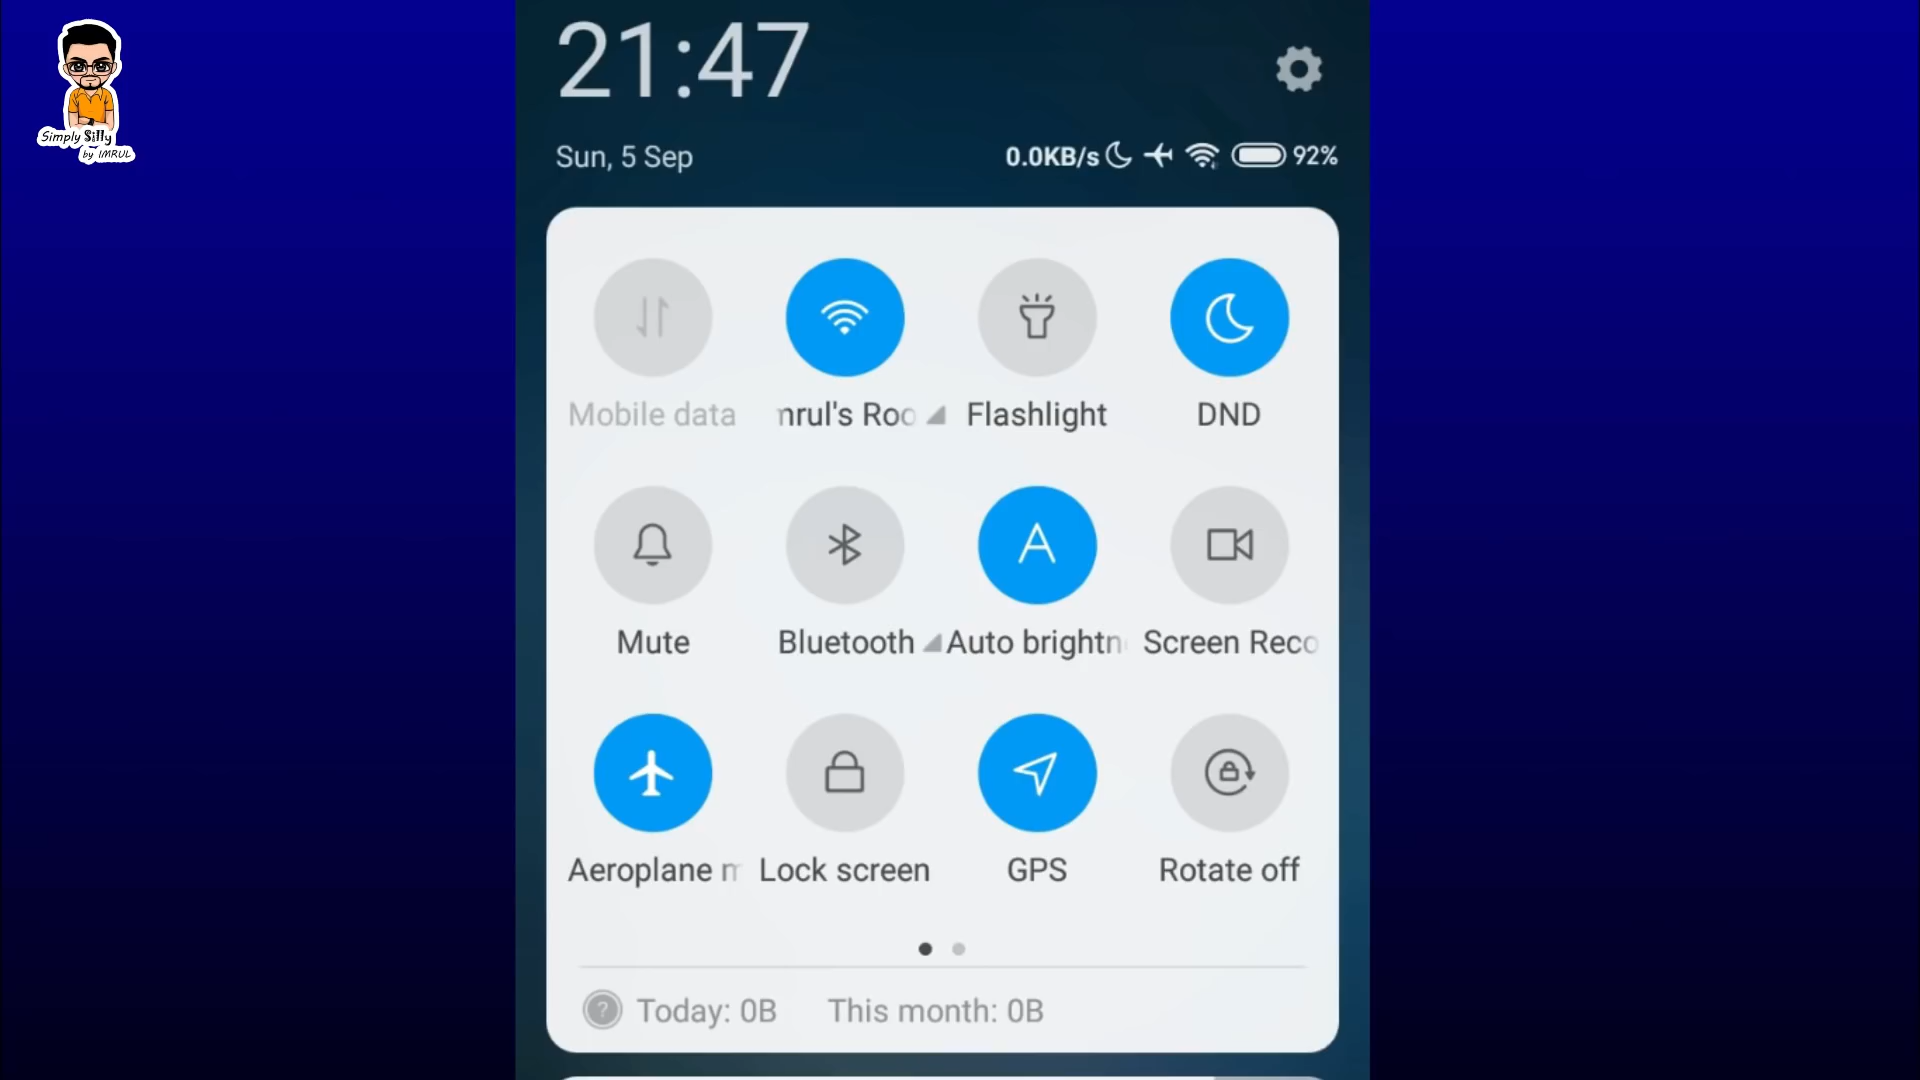 Simply Silly
by IMRUL
21:47
Sun, 5 Sep
0.0KB/s 92%
Mobile data
nrul's Roo
Flashlight
DND
Mute
Bluetooth
Auto brightn
Screen Reco
Aeroplane m
Lock screen
GPS
Rotate off
Today: 0B This month: 0B